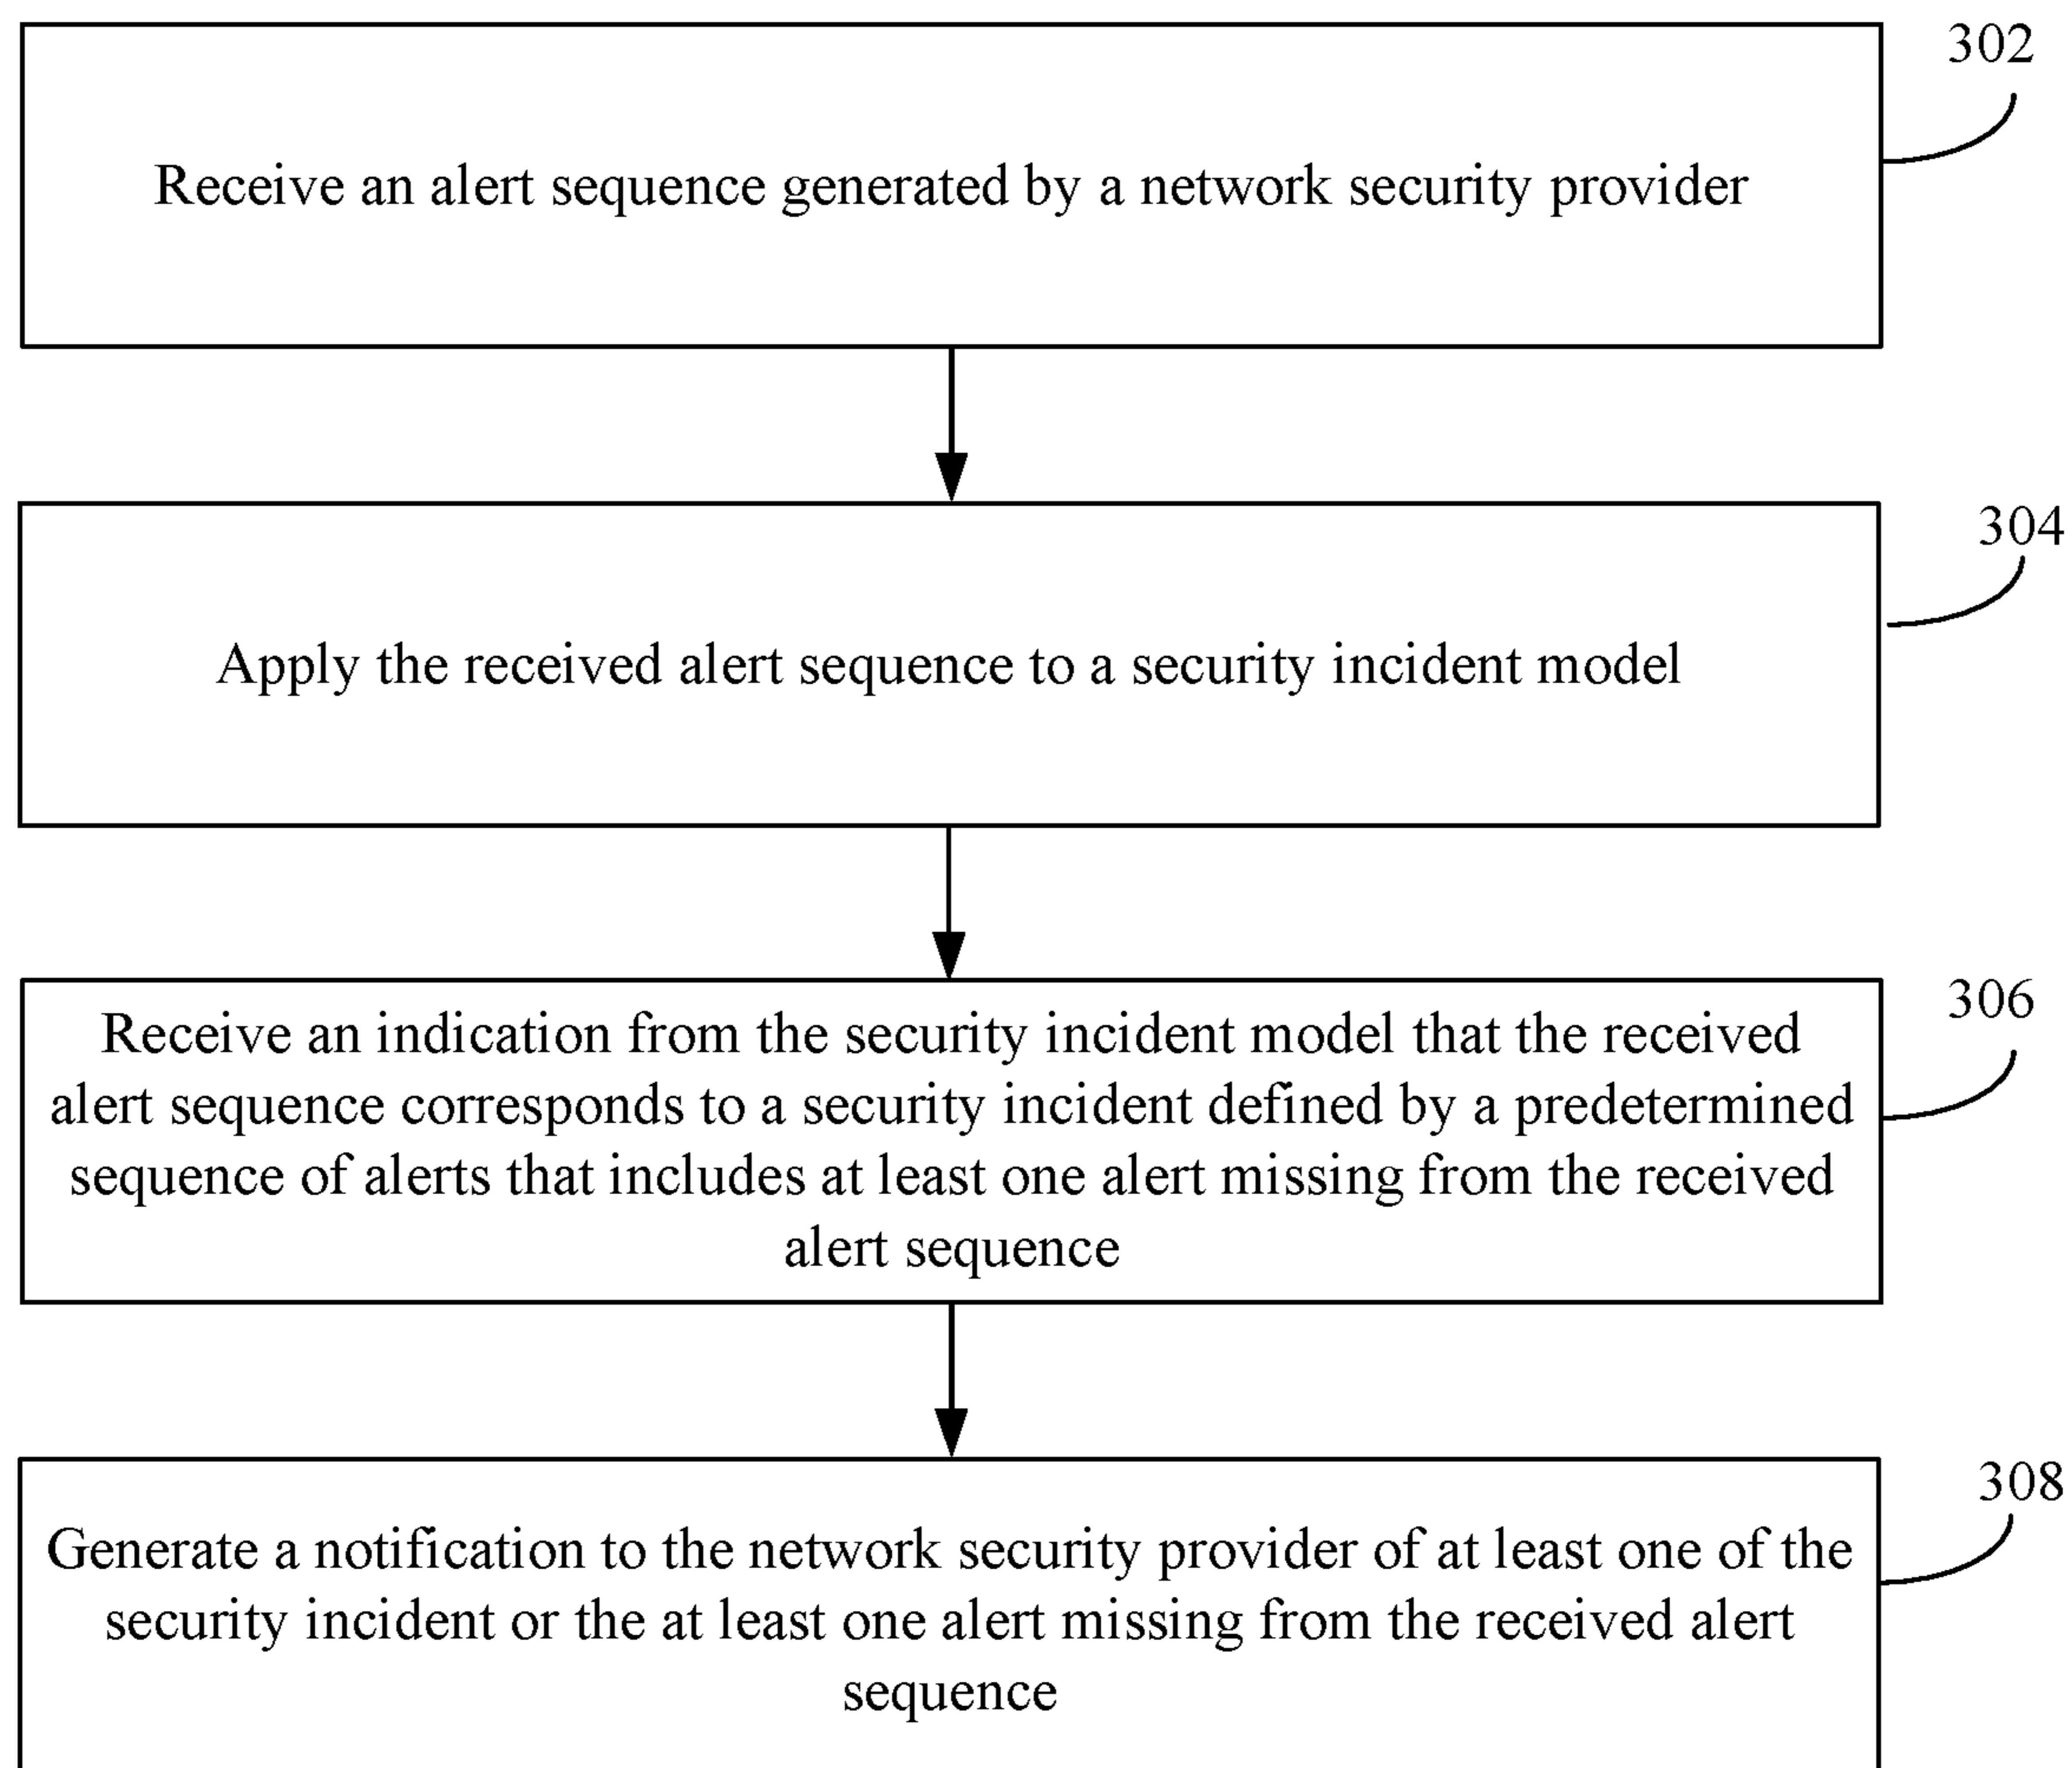 302
Receive an alert sequence generated by a network security provider
304
Apply the received alert sequence to a security incident model
306
Receive an indication from the security incident model that the received
alert sequence corresponds to a security incident defined by a predetermined
sequence of alerts that includes at least one alert missing from the received
alert sequence
308
Generate a notification to the network security provider of at least one of the
security incident or the at least one alert missing from the received alert
sequence